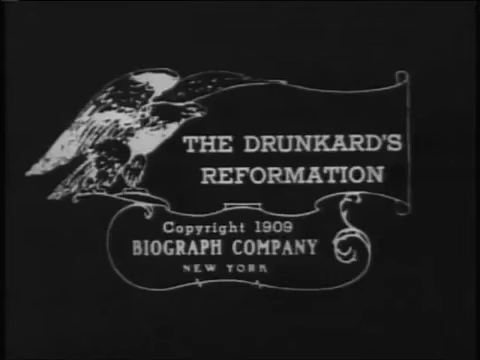 THE DRUNKARD'S
REFORMATION
Copyright 1909
BIOGRAPH COMPANY
NEW YORK